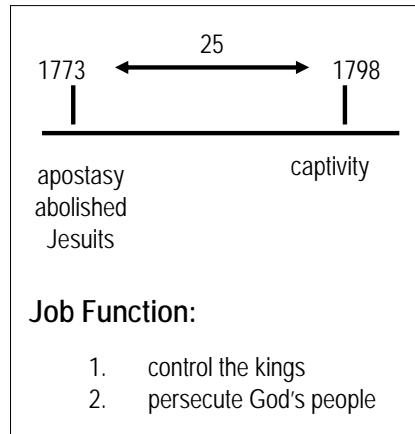 25
1773 1798
apostasy
abolished
Jesuits
captivity
Job Function:
1. control the kings
2. persecute God's people